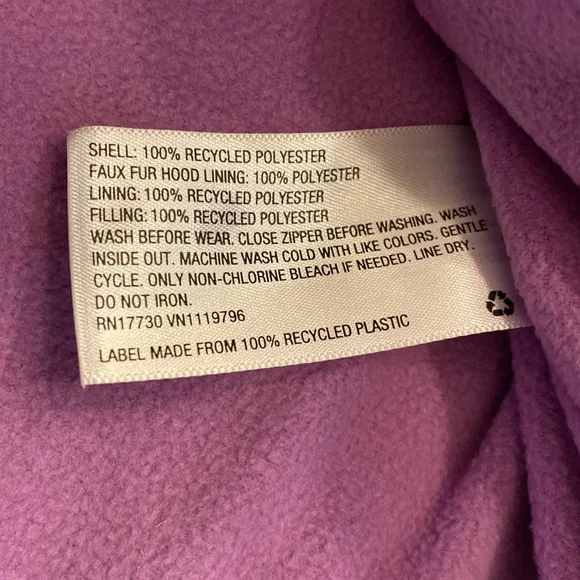 SHELL: 100% RECYCLED POLYESTER
FAUX FUR HOOD LINING: 100% POLYESTER
LINING: 100% RECYCLED POLYESTER
FILLING: 100% RECYCLED POLYESTER
WASH BEFORE WEAR. CLOSE ZIPPER BEFORE WASHING. WASH
INSIDE OUT. MACHINE WASH COLD WITH LIKE COLORS. GENTLE
CYCLE. ONLY NON-CHLORINE BLEACH IF NEEDED. LINE DRY.
DO NOT IRON.
RN17730 VN1119796
LABEL MADE FROM 100% RECYCLED PLASTIC